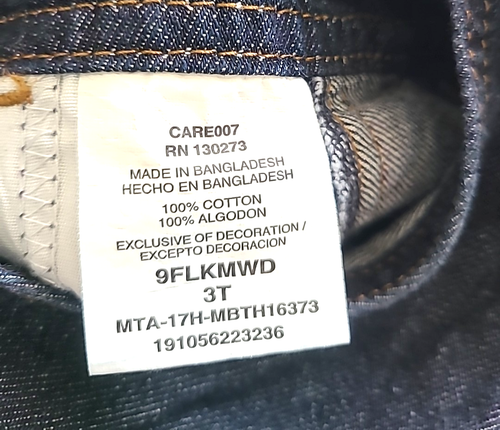 CARE007
RN 130273
MADE IN BANGLADESH
HECHO EN BANGLADESH
100% COTTON
100% ALGODON
EXCLUSIVE OF DECORATION /
EXCEPTO DECORACION
9FLKMWD
3T
MTA-17H-MBTH16373
191056223236